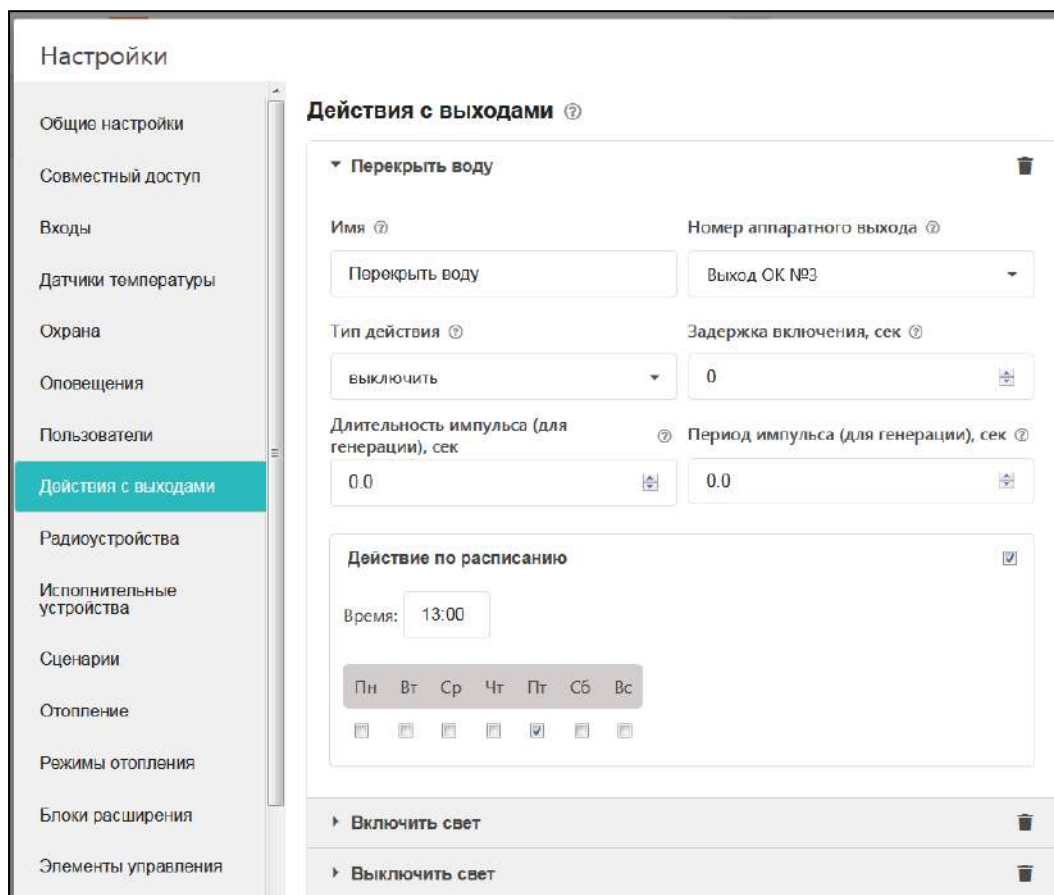 Настройки
Общие настройки
Совместный доступ
Входы
Датчики температуры
Охрана
Оповещения
Пользователи
Действия с выходами
Радиоустройства
Исполнительные
устройства
Сценарии
Отопление
Режимы отопления
Блоки расширения
Элементы управления
Действия с выходами
Перекрыть воду
Имя
Номер аппаратного выхода
Перекрыть воду
Выход ОК №3
Тип действия
Задержка включения, сек
выключить
0
Длительность импульса (для
генерации), сек
Период импульса (для генерации), сек
0.0
0.0
Действие по расписанию
Время: 13:00
Пн Вт Ср Чт Пт Сб Вс
Включить свет
Выключить свет